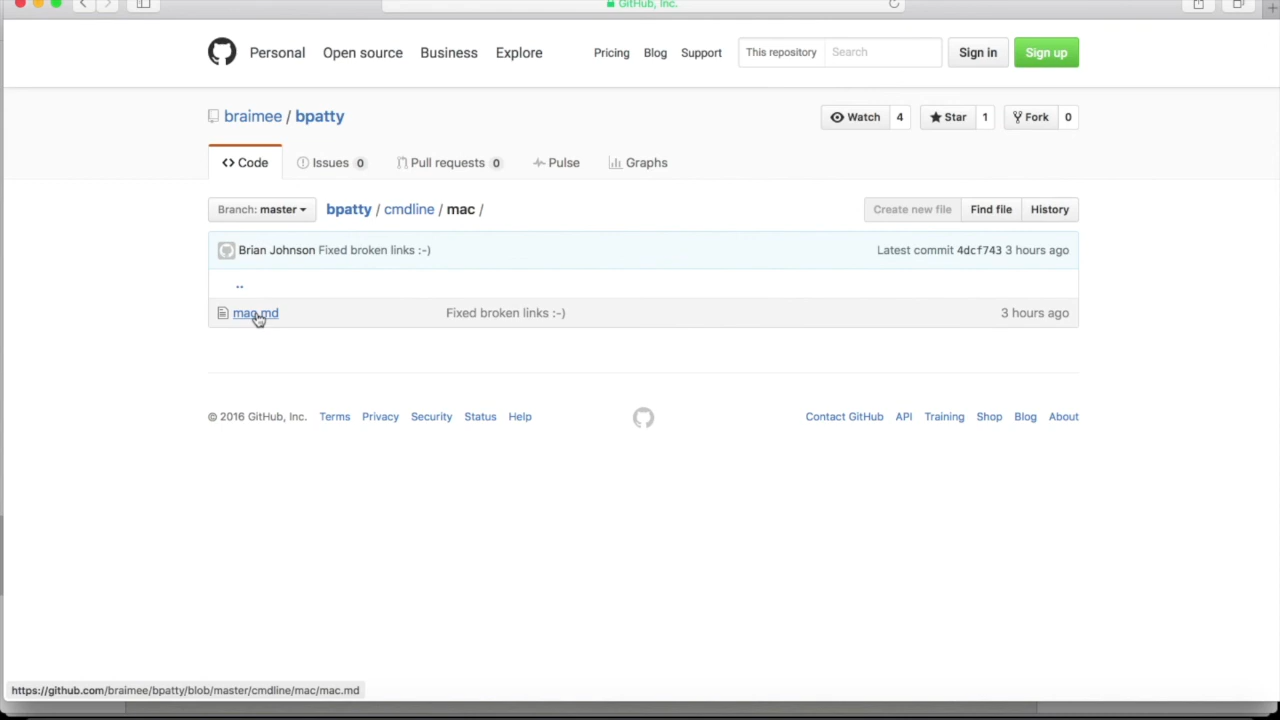 GitHub, Inc.
Personal Open source Business Explore Pricing Blog Support This repository Search Sign in Sign up
braimee / bpatty Watch 4 Star 1 Fork 0
Code Issues 0 Pull requests 0 Pulse Graphs
Branch: master bpatty / cmdline / mac / Create new file Find file History
Brian Johnson Fixed broken links :-) Latest commit 4dcf743 3 hours ago
..
mac.md Fixed broken links :-) 3 hours ago
© 2016 GitHub, Inc. Terms Privacy Security Status Help Contact GitHub API Training Shop Blog About
https://github.com/braimee/bpatty/blob/master/cmdline/mac/mac.md